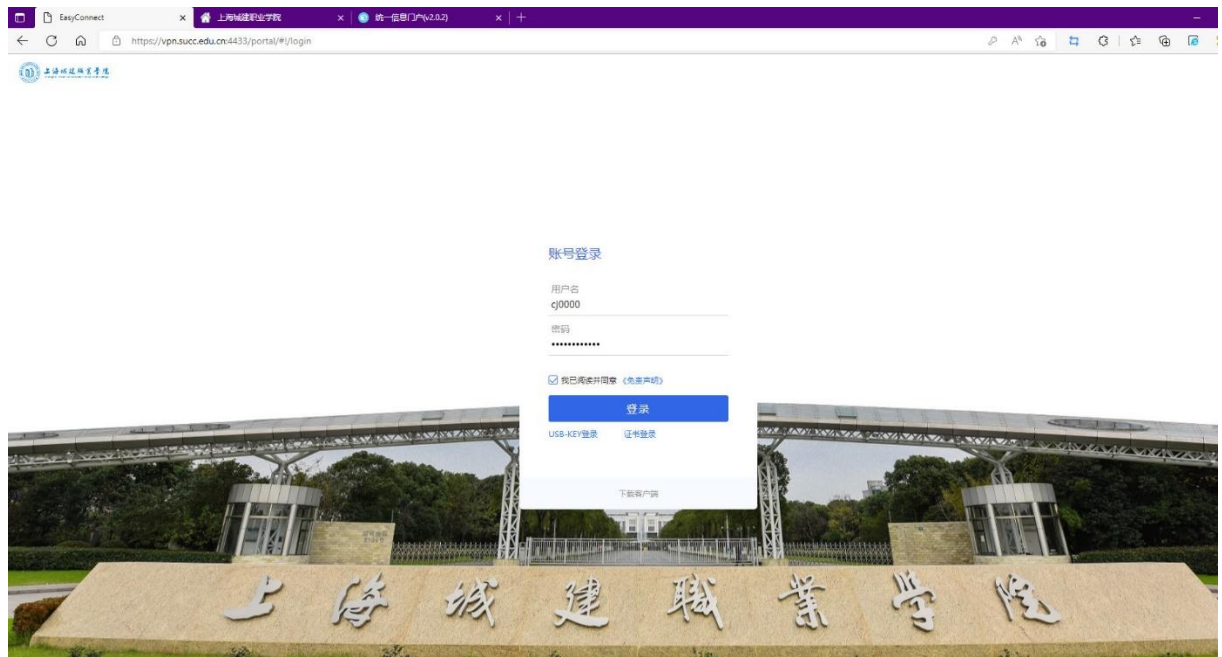 EasyConnect
上海城建职业学院
统一信息门户(v2.0.2)
https://vpn.succ.edu.cn:4433/portal/#!/login
上海城建职业学院
账号登录
用户名
cj0000
密码
••••••••••••
我已阅读并同意《免责声明》
登录
USB-KEY登录 证书登录
下载客户端
上海城建職業学院